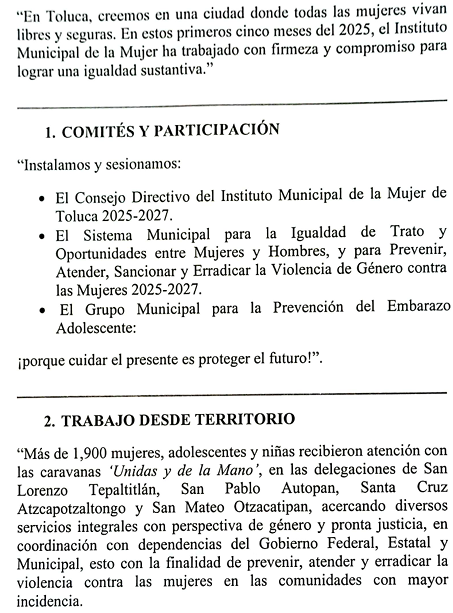 “En Toluca, creemos en una ciudad donde todas las mujeres vivan
libres y seguras. En estos primeros cinco meses del 2025, el Instituto
Municipal de la Mujer ha trabajado con firmeza y compromiso para
lograr una igualdad sustantiva.”
1. COMITÉS Y PARTICIPACIÓN
“Instalamos y sesionamos:
• El Consejo Directivo del Instituto Municipal de la Mujer de
Toluca 2025-2027.
• El Sistema Municipal para la Igualdad de Trato y
Oportunidades entre Mujeres y Hombres, y para Prevenir,
Atender, Sancionar y Erradicar la Violencia de Género contra
las Mujeres 2025-2027.
• El Grupo Municipal para la Prevención del Embarazo
Adolescente:
¡porque cuidar el presente es proteger el futuro!”.
2. TRABAJO DESDE TERRITORIO
“Más de 1,900 mujeres, adolescentes y niñas recibieron atención con
las caravanas ‘Unidas y de la Mano’, en las delegaciones de San
Lorenzo Tepaltitlán, San Pablo Autopan, Santa Cruz
Atzcapotzaltongo y San Mateo Otzacatipan, acercando diversos
servicios integrales con perspectiva de género y pronta justicia, en
coordinación con dependencias del Gobierno Federal, Estatal y
Municipal, esto con la finalidad de prevenir, atender y erradicar la
violencia contra las mujeres en las comunidades con mayor
incidencia.